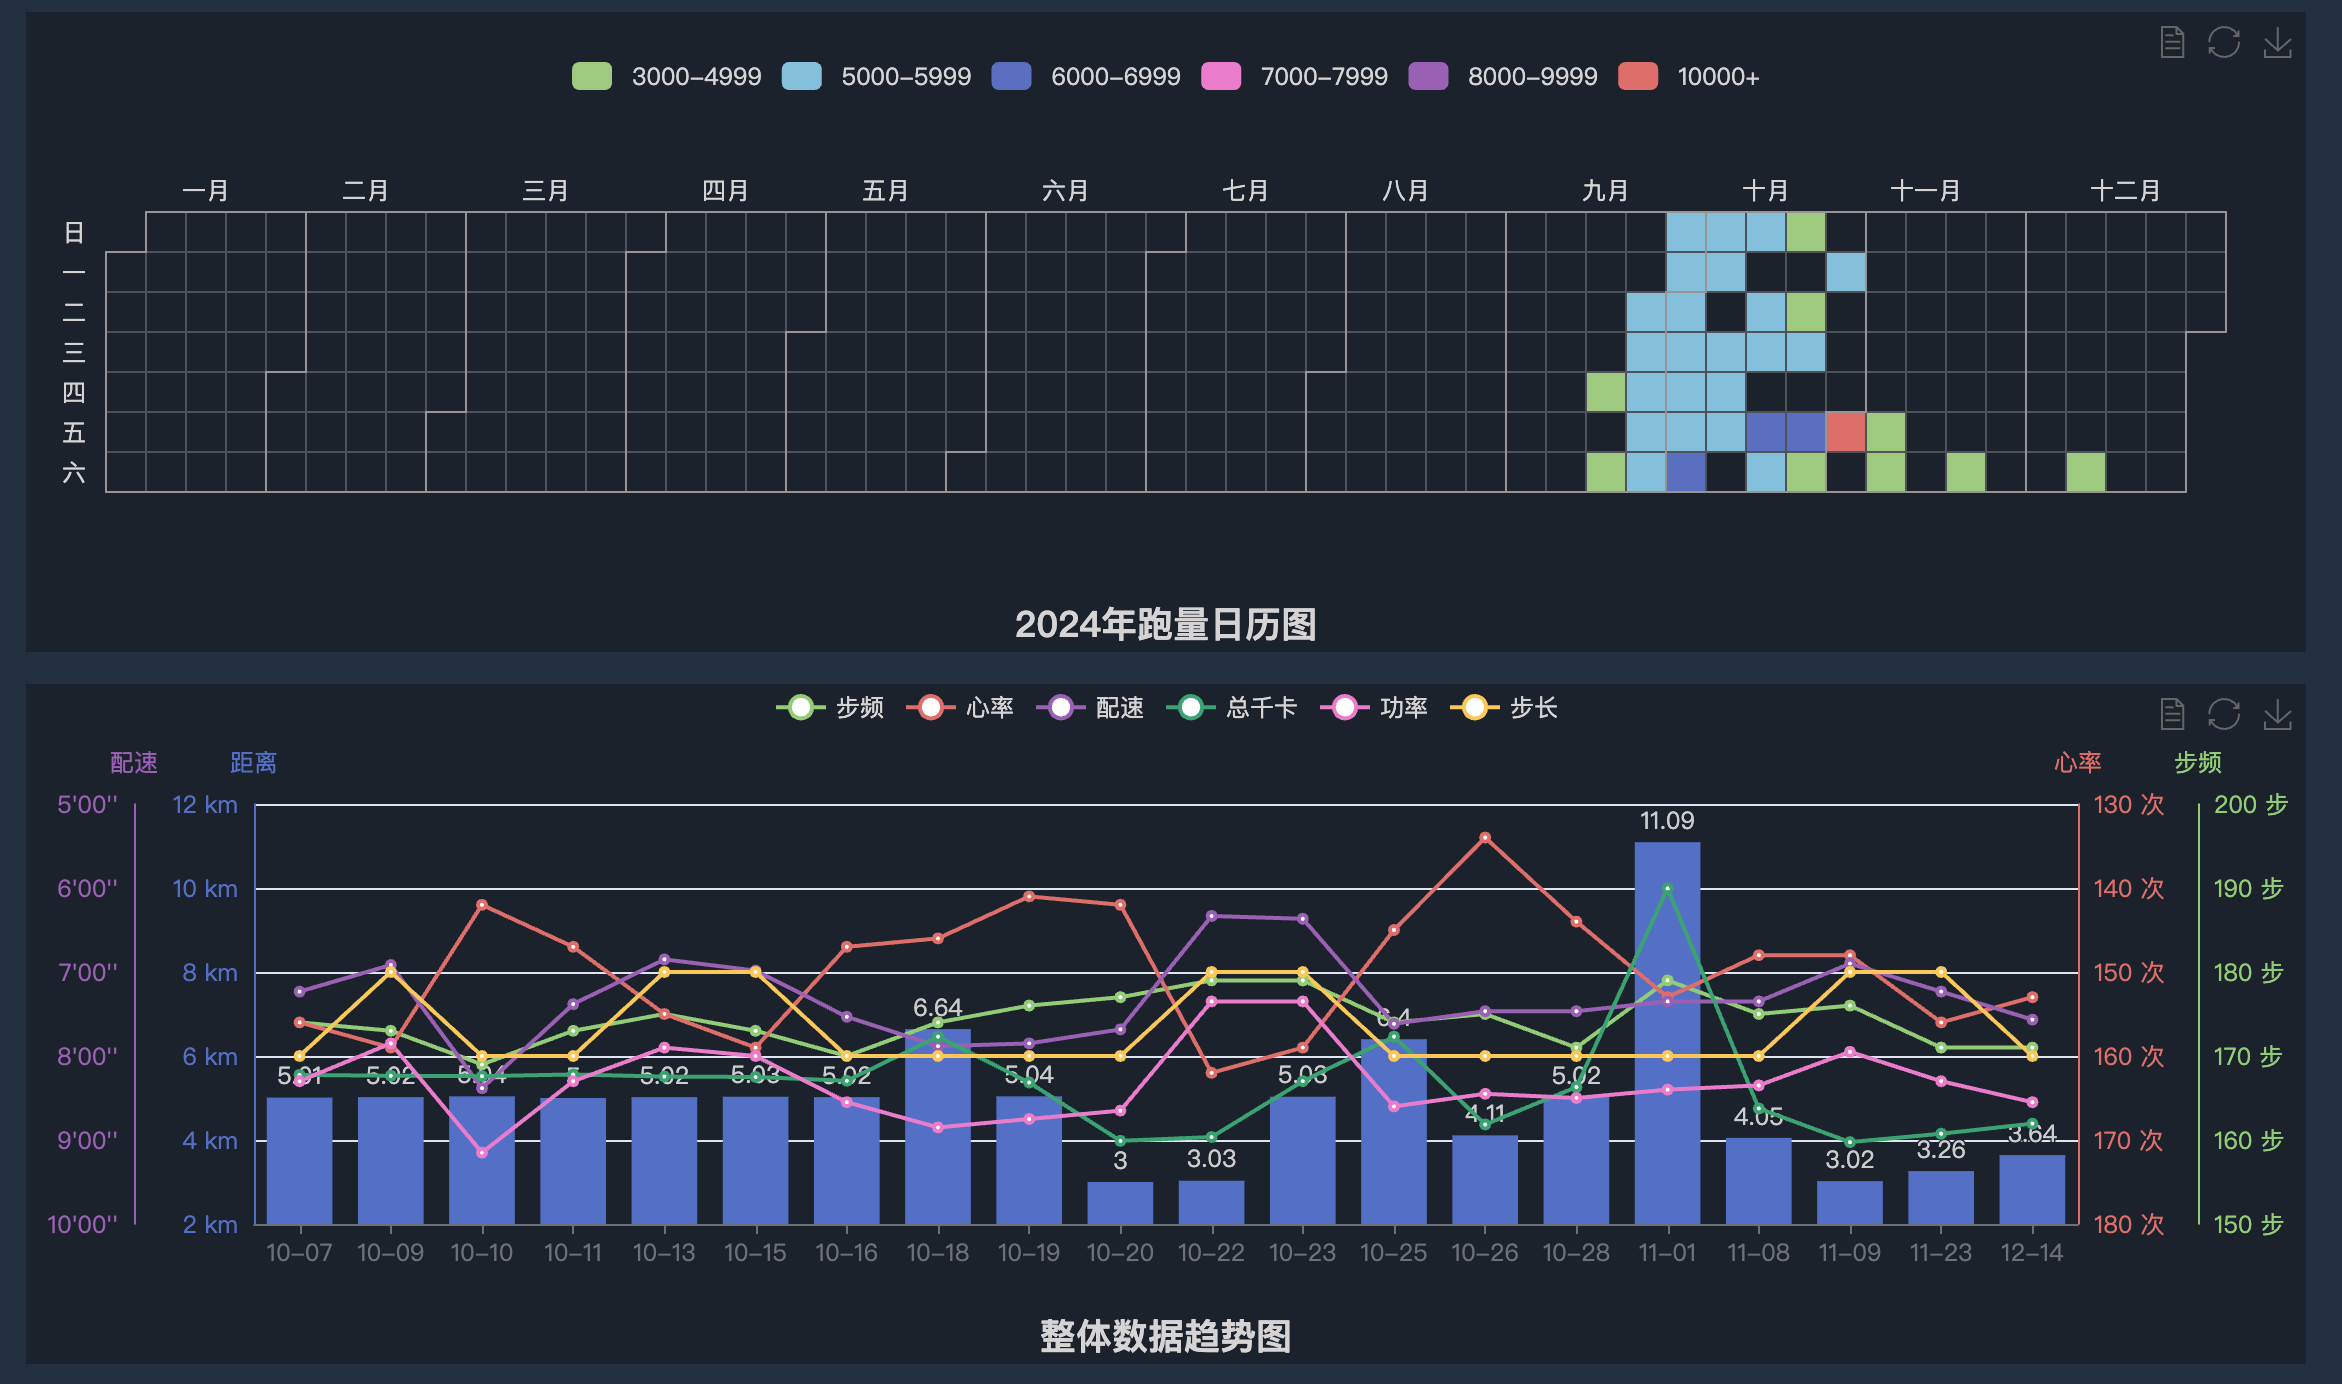 3000-4999 5000-5999 6000-6999 7000-7999 8000-9999 10000+
一月 二月 三月 四月 五月 六月 七月 八月 九月 十月 十一月 十二月
日
一
二
三
四
五
六
2024年跑量日历图
步频 心率 配速 总千卡 功率 步长
配速 距离 心率 步频
5'00'' 12 km 130 次 200 步
11.09
6'00'' 10 km 140 次 190 步
7'00'' 8 km 150 次 180 步
6.64 6.4
8'00'' 6 km 160 次 170 步
5.01 5.02 5.04 5 5.02 5.03 5.02 5.04 5.03 5.02
4.11 4.05
9'00'' 4 km 170 次 160 步
3 3.03 3.02 3.26 3.64
10'00'' 2 km 180 次 150 步
10-07 10-09 10-10 10-11 10-13 10-15 10-16 10-18 10-19 10-20 10-22 10-23 10-25 10-26 10-28 11-01 11-08 11-09 11-23 12-14
整体数据趋势图